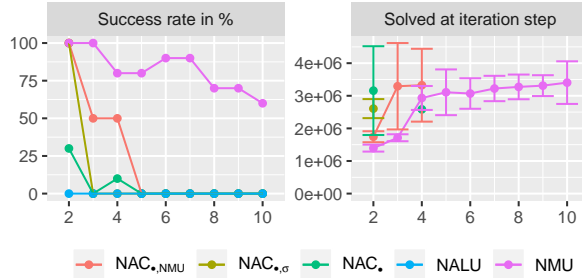 Success rate in %
Solved at iteration step
100
75
50
25
0
2 4 6 8 10
4e+06
3e+06
2e+06
1e+06
0e+00
2 4 6 8 10
NAC•,NMU
NAC•,σ
NAC•
NALU
NMU